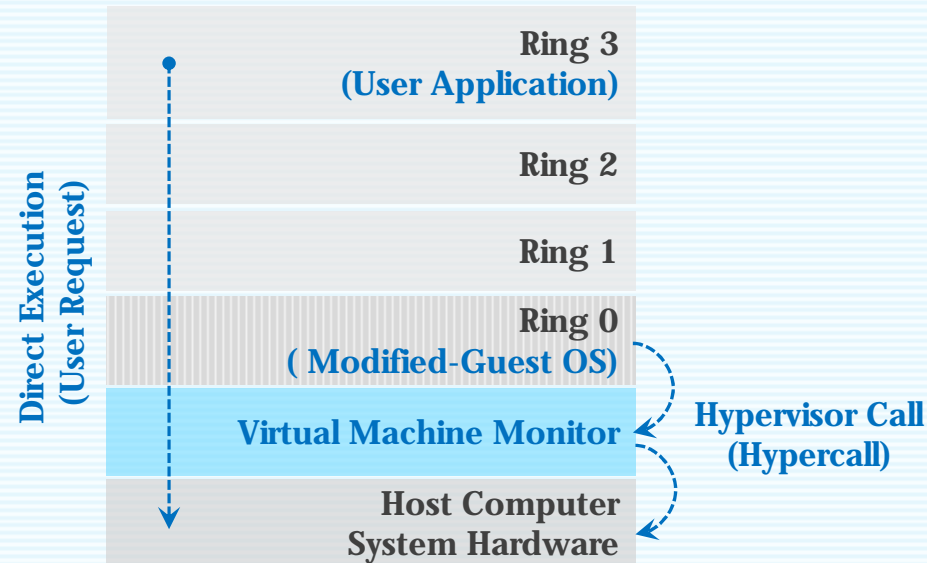 Ring 3
(User Application)
Ring 2
Ring 1
Ring 0
( Modified-Guest OS)
Virtual Machine Monitor
Host Computer
System Hardware
Direct Execution
(User Request)
Hypervisor Call
(Hypercall)